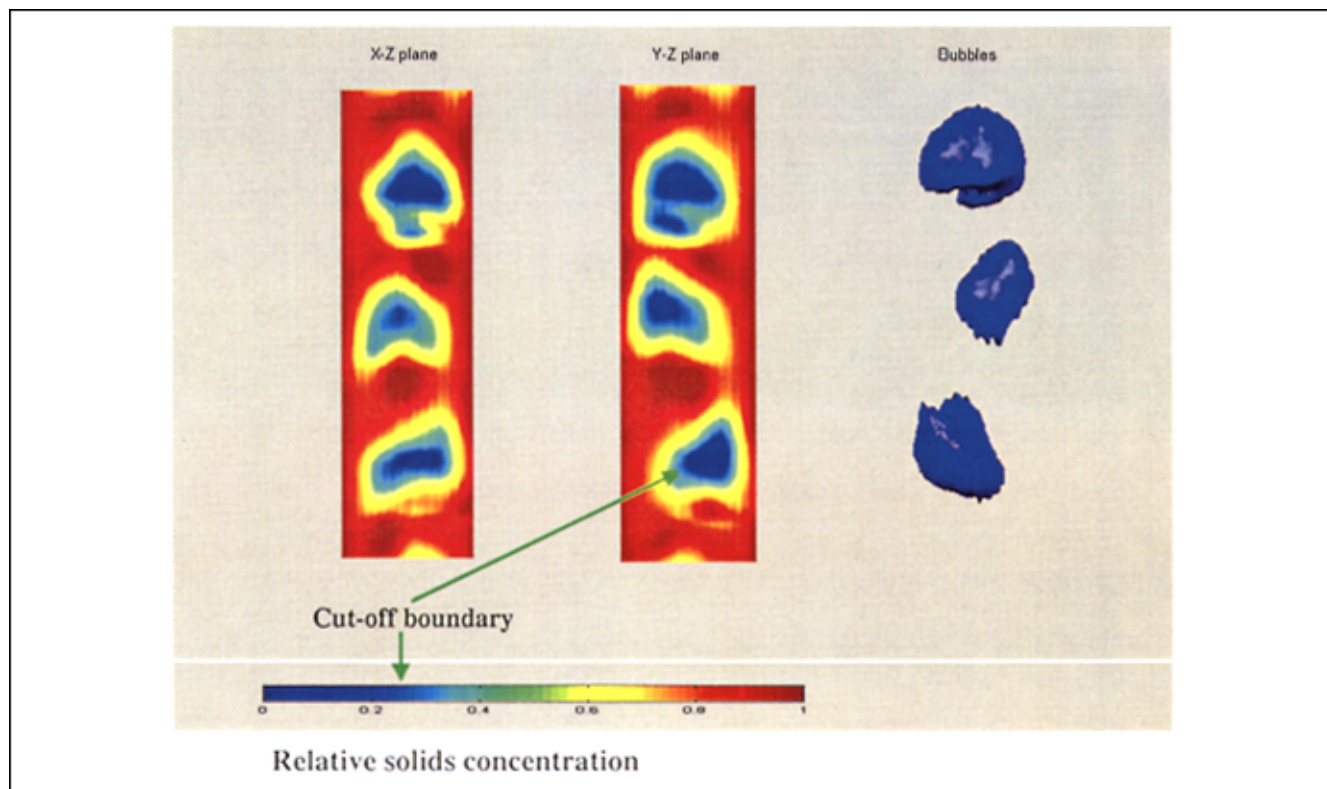 X-Z plane
Y-Z plane
Bubbles
Cut-off boundary
0 0.2 0.4 0.6 0.8 1
Relative solids concentration